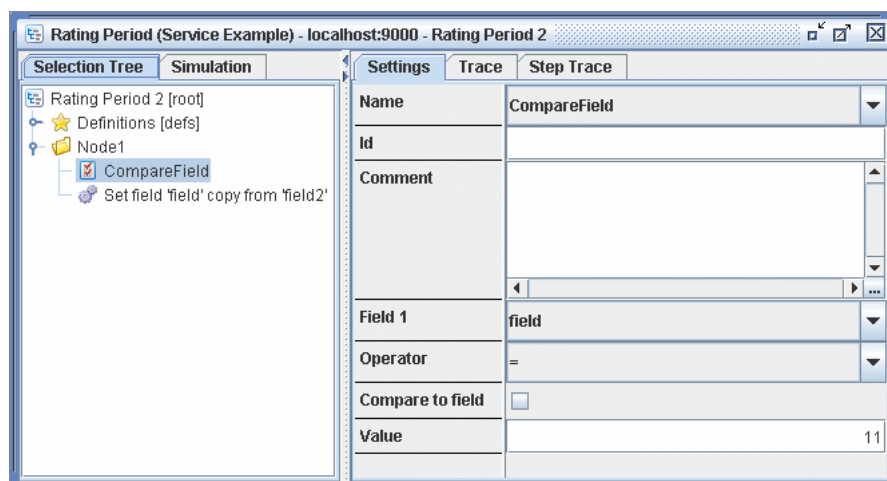 Rating Period (Service Example) - localhost:9000 - Rating Period 2
Selection Tree Simulation
Rating Period 2 [root]
Definitions [defs]
Node1
CompareField
Set field 'field' copy from 'field2'
Settings Trace Step Trace
Name CompareField
Id
Comment
...
Field 1 field
Operator =
Compare to field
Value 11